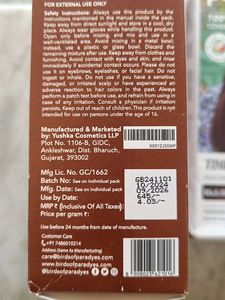 FOR EXTERNAL USE ONLY
Safety Instructions: Always use this product by the
instructions mentioned in the manual inside the pack.
Keep away from direct sunlight and store in a cool, dry
place. Always wear gloves while handling this product.
Open only before mixing, and mix and use in a
well-ventilated area. Avoid mixing in a metal bowl;
instead, use a plastic or glass bowl. Discard the
remaining mixture after use. Keep away from clothes and
furnishing. Avoid contact with eyes and skin, and rinse
immediately if accidental contact occurs. Please do not
use it on eyebrows, eyelashes, or facial hair. Do not
ingest or inhale. Do not use if you have a sensitive,
damaged, or irritated scalp or have experienced an
adverse reaction to hair colors in the past. Always
perform a patch test before use, and refrain from using in
case of any irritation. Consult a physician if irritation
persists. Keep out of reach of children. This product is not
intended for use on persons under the age of 16.
Manufactured & Marketed
by: Yushka Cosmetics LLP
Plot No. 1106-B, GIDC,
Ankleshwar, Dist. Bharuch,
Gujarat, 393002
X001ZJ65WP
Mfg Lic. No. GC/1662
Batch No: See on individual pack
Mfg. Date: See on individual pack
Use by Date:
MRP ₹ (Inclusive Of All Taxes):
Price per gram ₹:
GB241101
10/2024
09/2026
645/-
4.03/-
Use before 24 months from date of manufacture
Customer Care:
+91 7486010214
(Address Same As Manufacturing)
care@birdsofparadyes.com
birdsofparadyes.com
birdsofparadyes